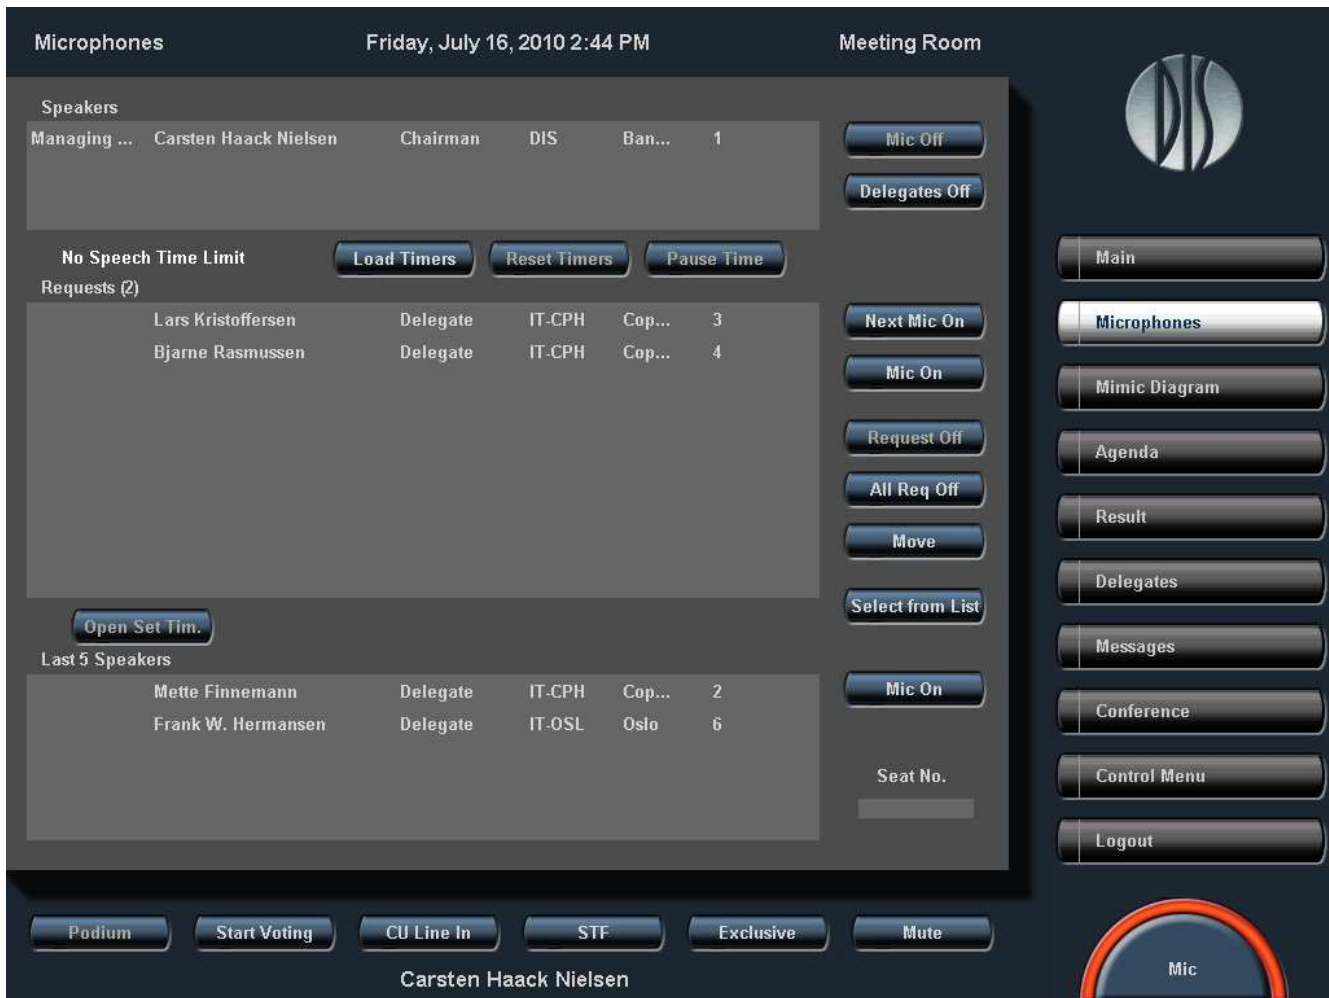 Microphones Friday, July 16, 2010 2:44 PM Meeting Room
DIS
Speakers
Managing ... Carsten Haack Nielsen Chairman DIS Ban... 1
Mic Off
Delegates Off
No Speech Time Limit Load Timers Reset Timers Pause Time
Requests (2)
Lars Kristoffersen Delegate IT-CPH Cop... 3
Bjarne Rasmussen Delegate IT-CPH Cop... 4
Next Mic On
Mic On
Request Off
All Req Off
Move
Select from List
Open Set Tim.
Last 5 Speakers
Mette Finnemann Delegate IT-CPH Cop... 2
Frank W. Hermansen Delegate IT-OSL Oslo 6
Mic On
Seat No.
Main
Microphones
Mimic Diagram
Agenda
Result
Delegates
Messages
Conference
Control Menu
Logout
Podium Start Voting CU Line In STF Exclusive Mute
Carsten Haack Nielsen
Mic